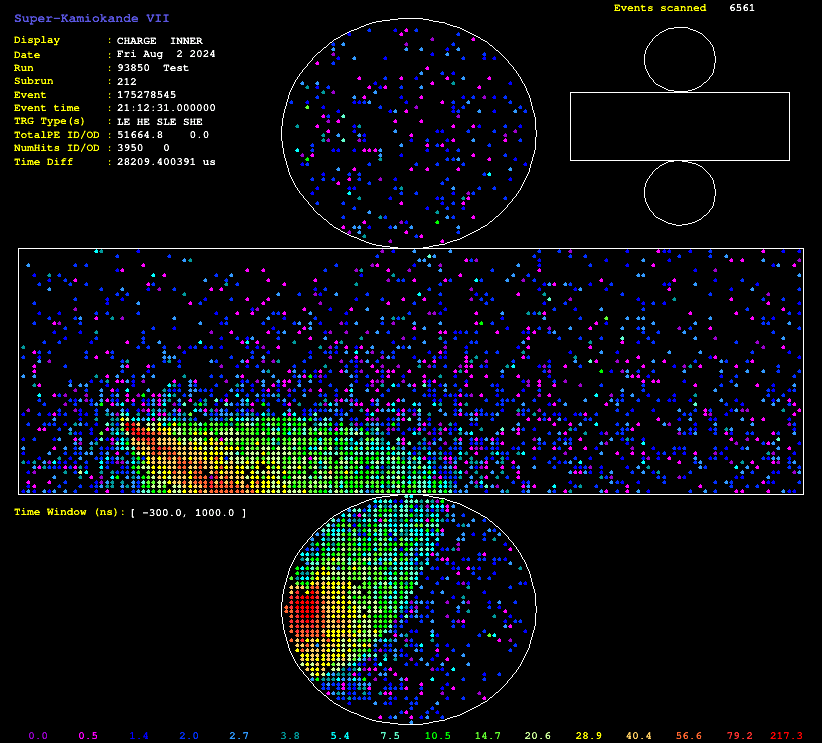 Events scanned 6561
Super-Kamiokande VII
Display : CHARGE INNER
Date : Fri Aug 2 2024
Run : 93850 Test
Subrun : 212
Event : 175278545
Event time : 21:12:31.000000
TRG Type(s) : LE HE SLE SHE
TotalPE ID/OD : 51664.8 0.0
NumHits ID/OD : 3950 0
Time Diff : 28209.400391 us
Time Window (ns): [ -300.0, 1000.0 ]
0.0 0.5 1.4 2.0 2.7 3.8 5.4 7.5 10.5 14.7 20.6 28.9 40.4 56.6 79.2 217.3